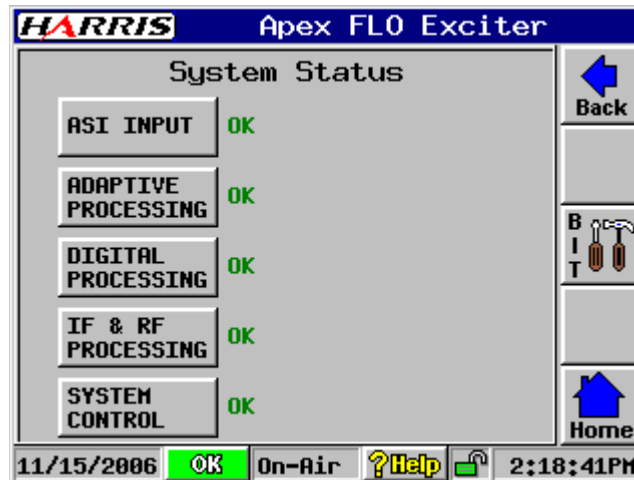 HARRIS Apex FLO Exciter
System Status
Back
ASI INPUT OK
ADAPTIVE
PROCESSING OK
DIGITAL
PROCESSING OK
BIT
IF & RF
PROCESSING OK
SYSTEM
CONTROL OK
Home
11/15/2006 OK On-Air ?Help 2:18:41PM